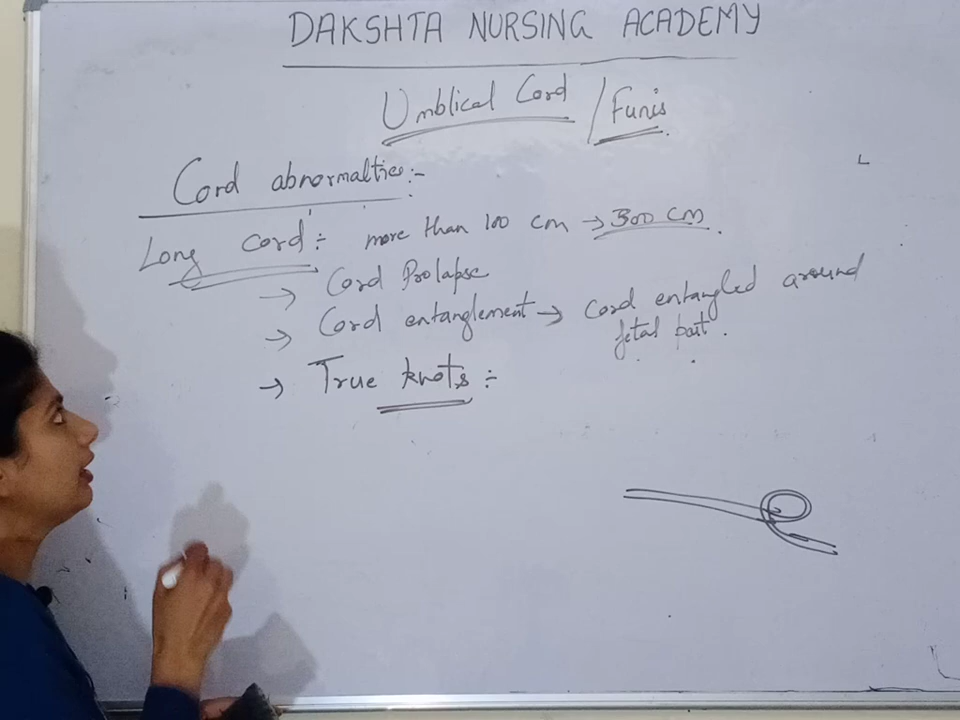 DAKSHTA NURSING ACADEMY
Umblical Cord / Funis
Cord abnormalties:-
Long cord:- more than 100 cm → 300 cm.
→ Cord Prolapse
→ Cord entanglement → cord entangled around
fetal part.
→ True knots:-